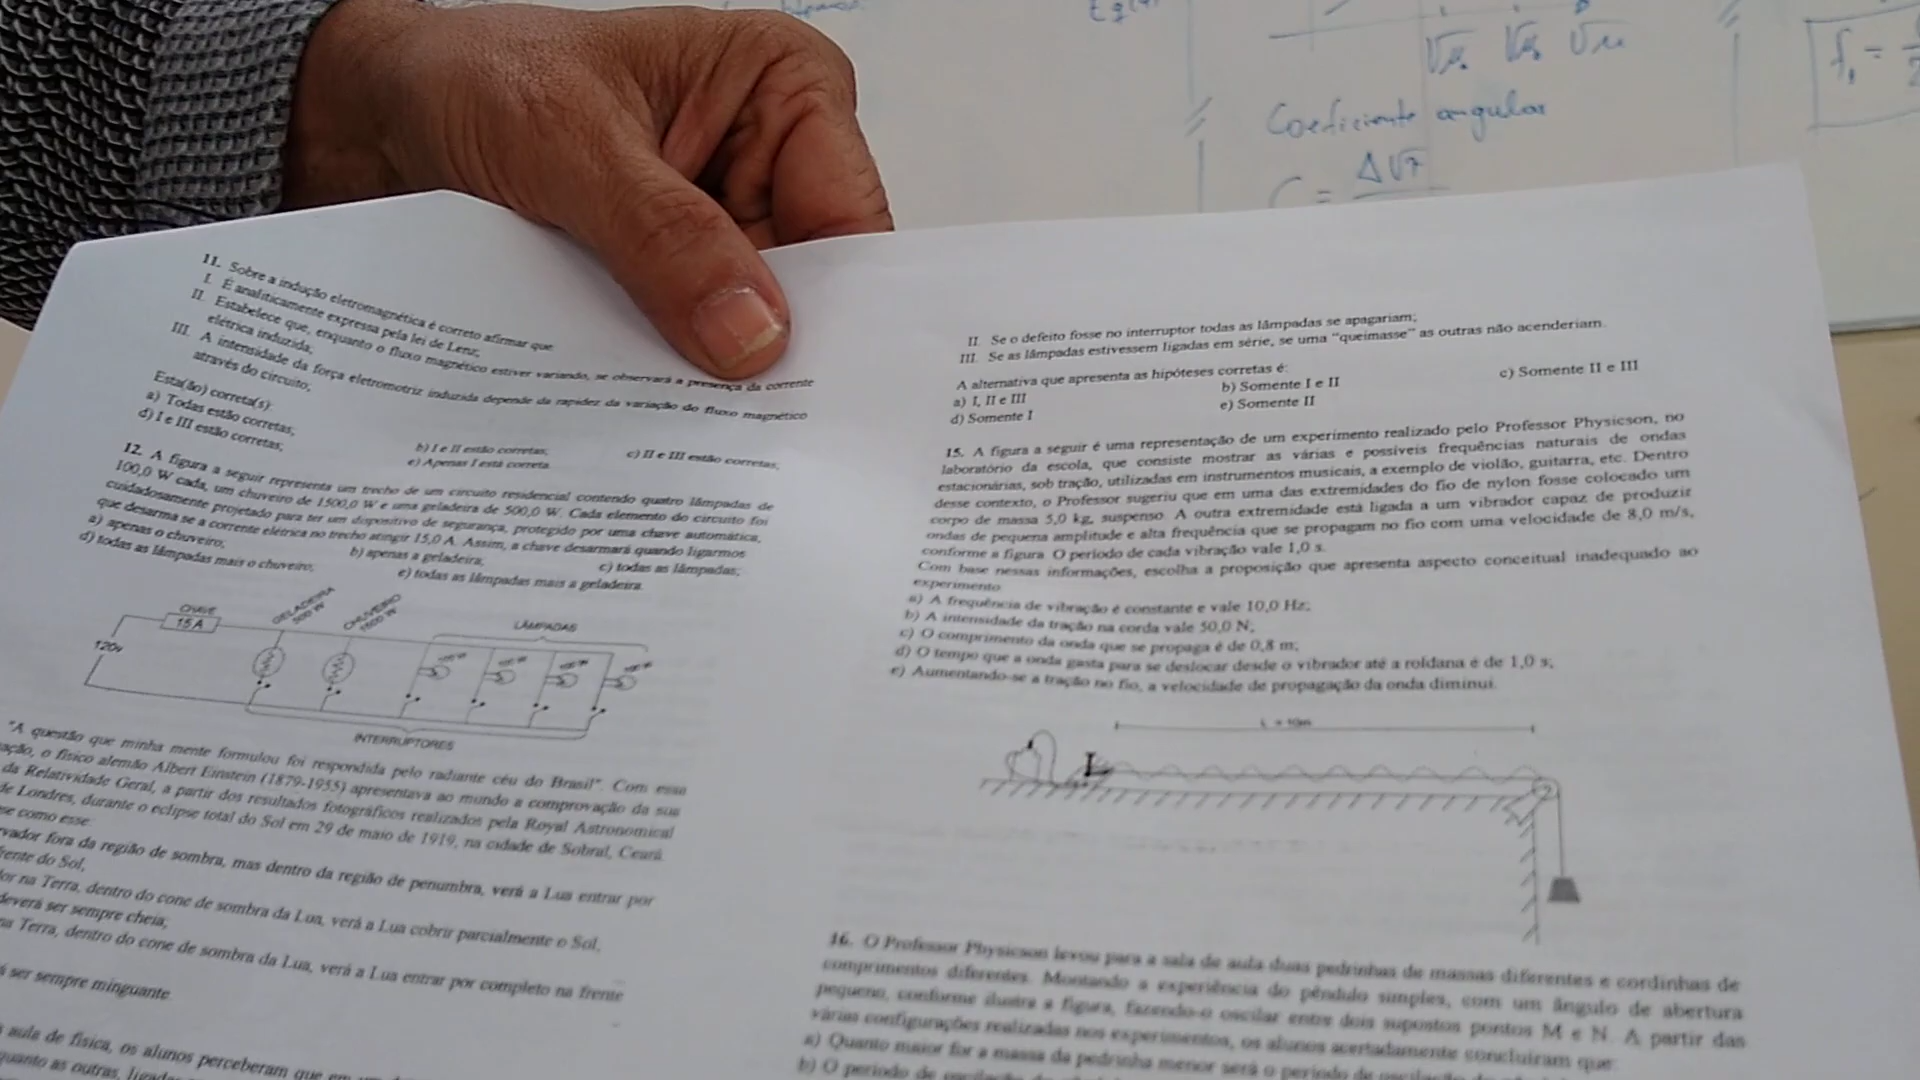 Coeficiente angular
C = Δ√T
f₁ =
11. Sobre a indução eletromagnética é correto afirmar que
I. É analiticamente expressa pela lei de Lenz;
II. Estabelece que, enquanto o fluxo magnético estiver variando, se observará a presença da corrente
elétrica induzida;
III. A intensidade da força eletromotriz induzida depende da rapidez da variação do fluxo magnético
através do circuito;
Está(ão) correta(s):
a) Todas estão corretas;
b) I e II estão corretas;
c) II e III estão corretas;
d) I e III estão corretas;
e) Apenas I está correta
12. A figura a seguir representa um trecho de um circuito residencial contendo quatro lâmpadas de
100,0 W cada, um chuveiro de 1500,0 W e uma geladeira de 500,0 W. Cada elemento do circuito foi
cuidadosamente projetado para ter um dispositivo de segurança, protegido por uma chave automática,
que desarma se a corrente elétrica no trecho atingir 15,0 A. Assim, a chave desarmará quando ligarmos
a) apenas o chuveiro;
b) apenas a geladeira;
c) todas as lâmpadas;
d) todas as lâmpadas mais o chuveiro;
e) todas as lâmpadas mais a geladeira.
CHAVE
15 A
GELADEIRA
500 W
CHUVEIRO
1500 W
LÂMPADAS
120v
INTERRUPTORES
"A questão que minha mente formulou foi respondida pelo radiante céu do Brasil". Com essa
o físico alemão Albert Einstein (1879-1955) apresentava ao mundo a comprovação da sua
da Relatividade Geral, a partir dos resultados fotográficos realizados pela Royal Astronomical
de Londres, durante o eclipse total do Sol em 29 de maio de 1919, na cidade de Sobral, Ceará.
como esse:
fora da região de sombra, mas dentro da região de penumbra, verá a Lua entrar por
frente do Sol;
na Terra, dentro do cone de sombra da Lua, verá a Lua cobrir parcialmente o Sol,
deverá ser sempre cheia;
na Terra, dentro do cone de sombra da Lua, verá a Lua entrar por completo na frente
ser sempre minguante.
aula de física, os alunos perceberam que em
quanto as outras, ligadas
II. Se o defeito fosse no interruptor todas as lâmpadas se apagariam;
III. Se as lâmpadas estivessem ligadas em série, se uma "queimasse" as outras não acenderiam.
A alternativa que apresenta as hipóteses corretas é:
a) I, II e III
b) Somente I e II
c) Somente II e III
d) Somente I
e) Somente II
15. A figura a seguir é uma representação de um experimento realizado pelo Professor Physicson, no
laboratório da escola, que consiste mostrar as várias e possíveis frequências naturais de ondas
estacionárias, sob tração, utilizadas em instrumentos musicais, a exemplo de violão, guitarra, etc. Dentro
desse contexto, o Professor sugeriu que em uma das extremidades do fio de nylon fosse colocado um
corpo de massa 5,0 kg, suspenso. A outra extremidade está ligada a um vibrador capaz de produzir
ondas de pequena amplitude e alta frequência que se propagam no fio com uma velocidade de 8,0 m/s,
conforme a figura. O período de cada vibração vale 1,0 s.
Com base nessas informações, escolha a proposição que apresenta aspecto conceitual inadequado ao
experimento
a) A frequência de vibração é constante e vale 10,0 Hz;
b) A intensidade da tração na corda vale 50,0 N;
c) O comprimento da onda que se propaga é de 0,8 m;
d) O tempo que a onda gasta para se deslocar desde o vibrador até a roldana é de 1,0 s;
e) Aumentando-se a tração no fio, a velocidade de propagação da onda diminui.
L = 10m
16. O Professor Physicson levou para a sala de aula duas pedrinhas de massas diferentes e cordinhas de
comprimentos diferentes. Montando a experiência do pêndulo simples, com um ângulo de abertura
pequeno, conforme ilustra a figura, fazendo-o oscilar entre dois supostos pontos M e N. A partir das
várias configurações realizadas nos experimentos, os alunos acertadamente concluíram que:
a) Quanto maior for a massa da pedrinha menor será o período de oscilação
b) O período de oscilação